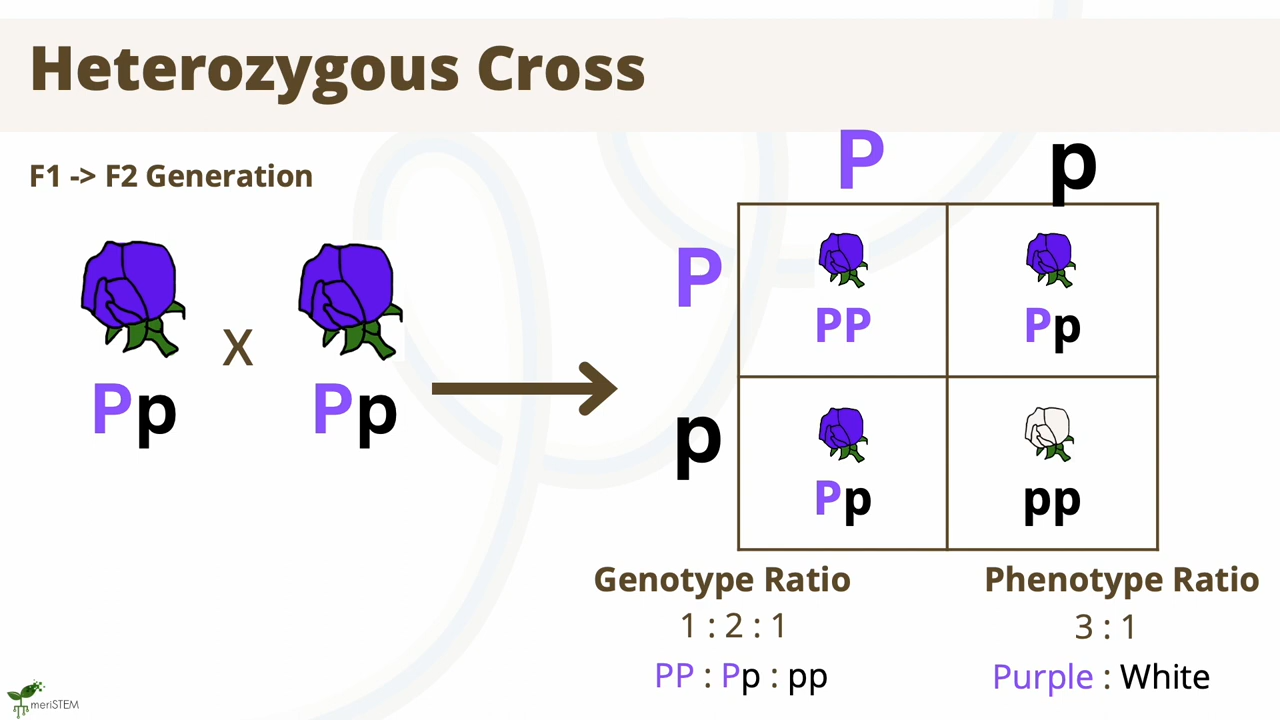 Heterozygous Cross
F1 -> F2 Generation
Pp
x
Pp
P
p
P
p
PP
Pp
Pp
pp
Genotype Ratio
1 : 2 : 1
PP : Pp : pp
Phenotype Ratio
3 : 1
Purple : White
meriSTEM